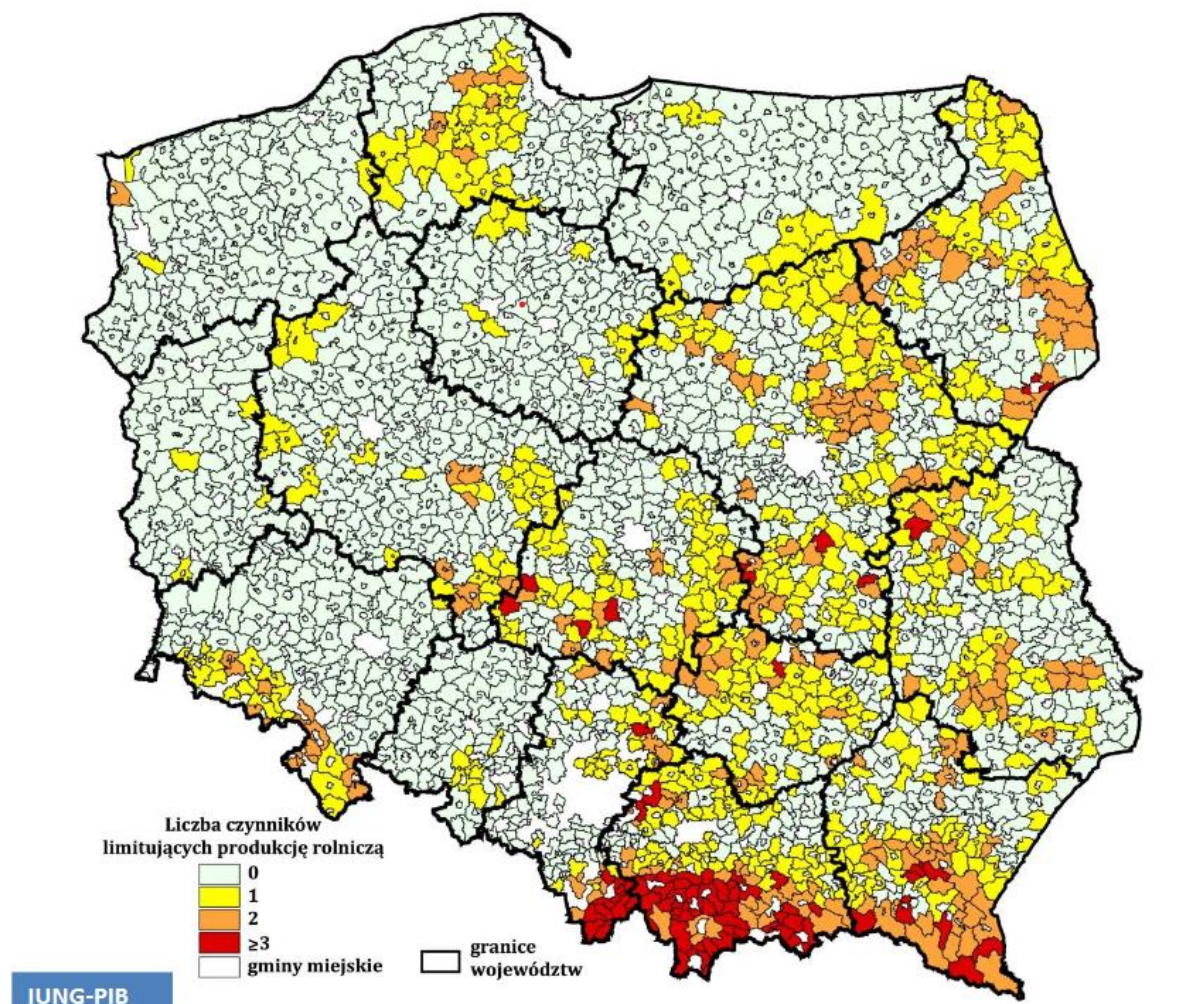 Liczba czynników
limitujących produkcję rolniczą
0
1
2
≥3
gminy miejskie
granice
województw
IUNG-PIB